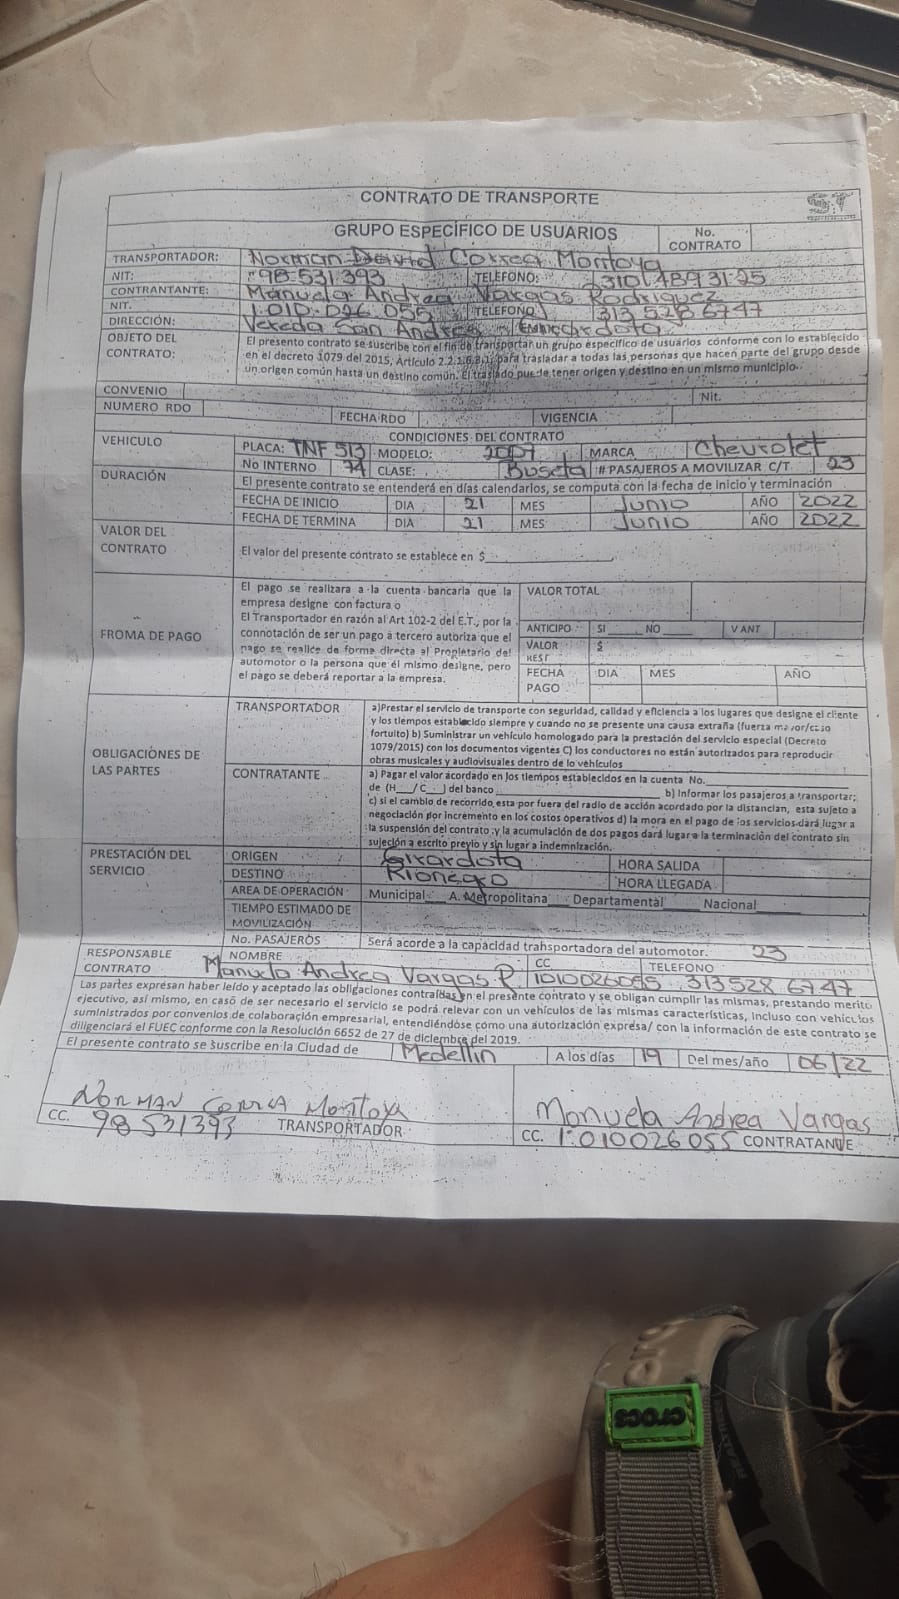 CONTRATO DE TRANSPORTE
S.T
GRUPO ESPECÍFICO DE USUARIOS No. CONTRATO
TRANSPORTADOR: Norman David Correa Montoya
NIT: 98.531.393 TELEFONO: 310 489 31 25
CONTRANTANTE: Manuela Andrea Vargas Rodriguez
NIT. 1.010.026.055 TELEFONO 313 528 6747
DIRECCIÓN: Vereda San Andres
OBJETO DEL CONTRATO: El presente contrato se suscribe con el fin de transportar un grupo especifico de usuarios conforme con lo establecido
en el decreto 1079 del 2015, Artículo 2.2.1.6.3.1, para trasladar a todas las personas que hacen parte del grupo desde
un origen común hasta un destino común. El traslado puede tener origen y destino en un mismo municipio.
CONVENIO Nit.
NUMERO RDO FECHA RDO VIGENCIA
CONDICIONES DEL CONTRATO
VEHICULO PLACA: TNF 513 MODELO: MARCA Chevrolet
No INTERNO 74 CLASE: Buseta # PASAJEROS A MOVILIZAR C/T 23
DURACIÓN El presente contrato se entenderá en días calendarios, se computa con la fecha de inicio y terminación
FECHA DE INICIO DIA 21 MES Junio AÑO 2022
FECHA DE TERMINA DIA 21 MES Junio AÑO 2022
VALOR DEL CONTRATO El valor del presente contrato se establece en $
FROMA DE PAGO
El pago se realizara a la cuenta bancaria que la
empresa designe con factura o
El Transportador en razón al Art 102-2 del E.T., por la
connotación de ser un pago a tercero autoriza que el
pago se realice de forma directa al Propietario del
automotor o la persona que él mismo designe, pero
el pago se deberá reportar a la empresa.
VALOR TOTAL
ANTICIPO SI NO V ANT
VALOR REST $
FECHA PAGO DIA MES AÑO
OBLIGACIÓNES DE LAS PARTES
TRANSPORTADOR a)Prestar el servicio de transporte con seguridad, calidad y eficiencia a los lugares que designe el cliente
y los tiempos establecido siempre y cuando no se presente una causa extraña (fuerza mayor/caso
fortuito) b) Suministrar un vehículo homologado para la prestación del servicio especial (Decreto
1079/2015) con los documentos vigentes C) los conductores no están autorizados para reproducir
obras musicales y audiovisuales dentro de lo vehículos
CONTRATANTE a) Pagar el valor acordado en los tiempos establecidos en la cuenta No.
de (H___/C___) del banco b) Informar los pasajeros a transportar;
c) si el cambio de recorrido, esta por fuera del radio de acción acordado por la distancian, esta sujeto a
negociación por incremento en los costos operativos d) la mora en el pago de los servicios dará lugar a
la suspensión del contrato y la acumulación de dos pagos dará lugar a la terminación del contrato sin
sujeción a escrito previo y sin lugar a indemnización.
PRESTACIÓN DEL SERVICIO
ORIGEN Girardota HORA SALIDA
DESTINO Rionegro HORA LLEGADA
AREA DE OPERACIÓN Municipal___ A. Metropolitana___ Departamental____ Nacional
TIEMPO ESTIMADO DE MOVILIZACIÓN
No. PASAJEROS Será acorde a la capacidad transportadora del automotor. 23
RESPONSABLE CONTRATO NOMBRE CC TELEFONO
Manuela Andrea Vargas R. 1010026055 313 528 6747
Las partes expresan haber leído y aceptado las obligaciones contraídas en el presente contrato y se obligan cumplir las mismas, prestando merito
ejecutivo, así mismo, en casó de ser necesario el servicio se podrá relevar con un vehículos de las mismas características, incluso con vehículos
suministrados por convenios de colaboración empresarial, entendiéndose como una autorización expresa/ con la información de este contrato se
diligenciará el FUEC conforme con la Resolución 6652 de 27 de diciembre del 2019.
El presente contrato se suscribe en la Ciudad de Medellin A los días 19 Del mes/año 06/22
NORMAN CORREA Montoya
CC. 98 531393 TRANSPORTADOR
Manuela Andrea Vargas
CC. 1.010026055 CONTRATANTE
crocs